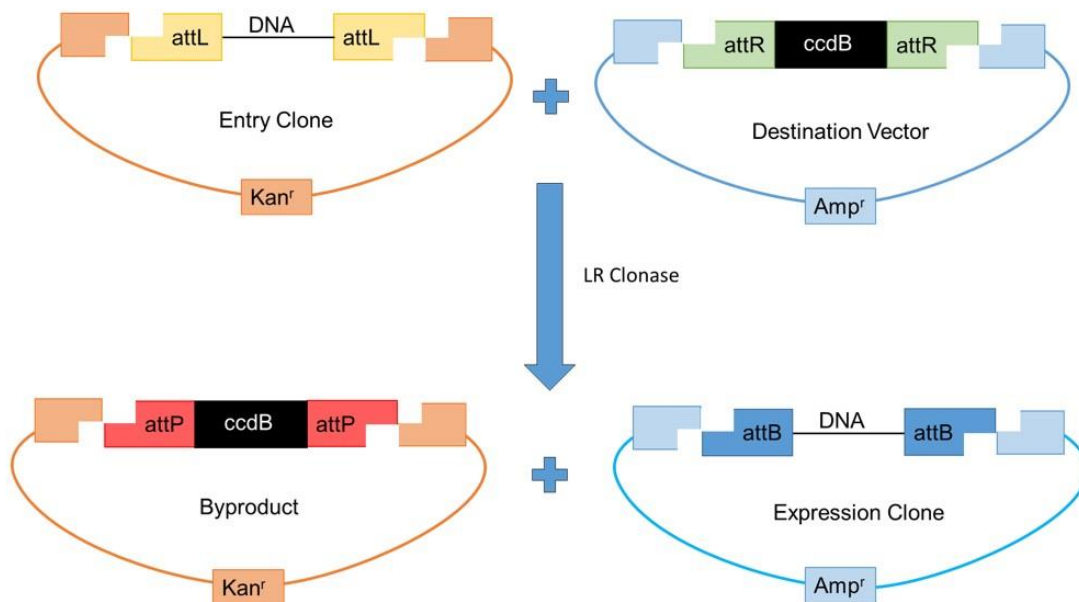 attL DNA attL
Entry Clone
Kanʳ
attR ccdB attR
Destination Vector
Ampʳ
LR Clonase
attP ccdB attP
Byproduct
Kanʳ
attB DNA attB
Expression Clone
Ampʳ